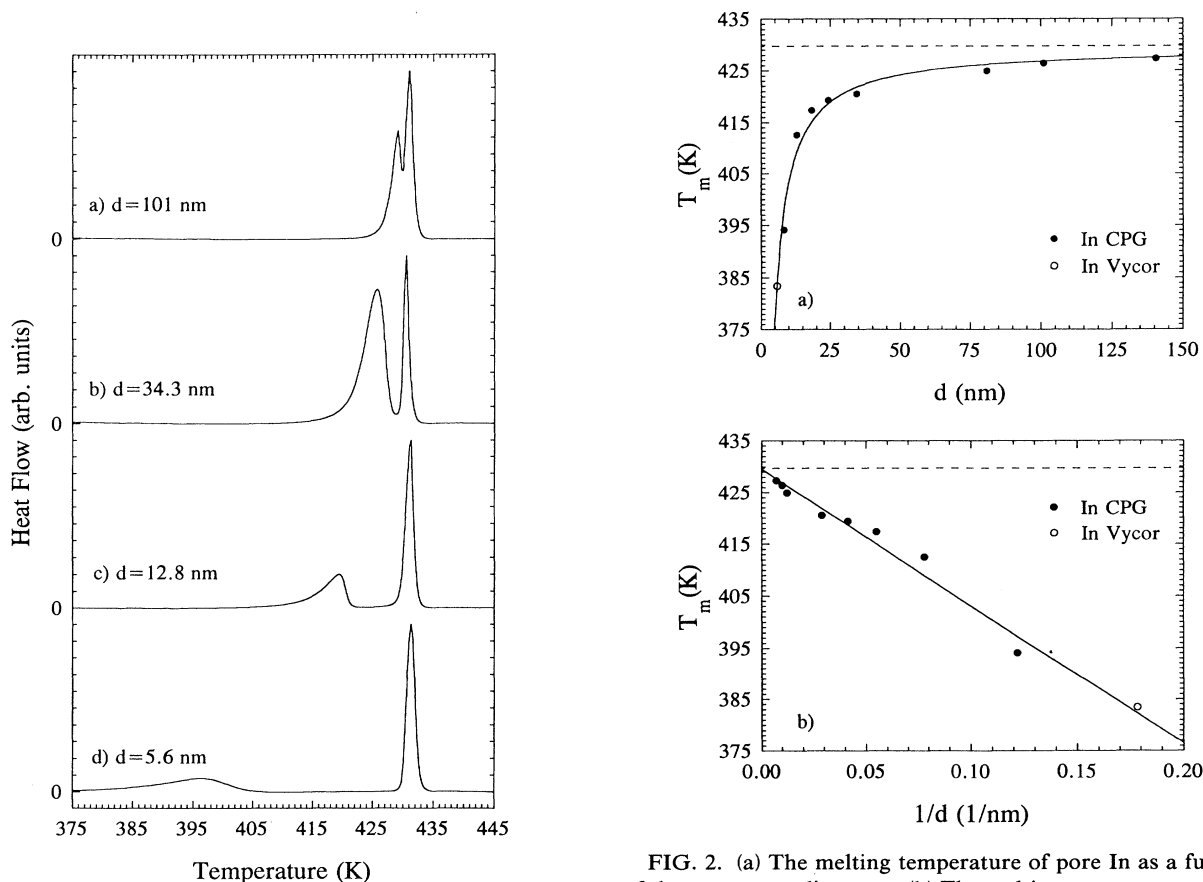 Heat Flow (arb. units)
a) d=101 nm
0
b) d=34.3 nm
0
c) d=12.8 nm
0
d) d=5.6 nm
0
375 385 395 405 415 425 435 445
Temperature (K)
T_m (K)
435
425
415
405
395
385
375
In CPG
In Vycor
a)
0 25 50 75 100 125 150
d (nm)
T_m (K)
435
425
415
405
395
385
375
In CPG
In Vycor
b)
0.00 0.05 0.10 0.15 0.20
1/d (1/nm)
FIG. 2. (a) The melting temperature of pore In as a fu